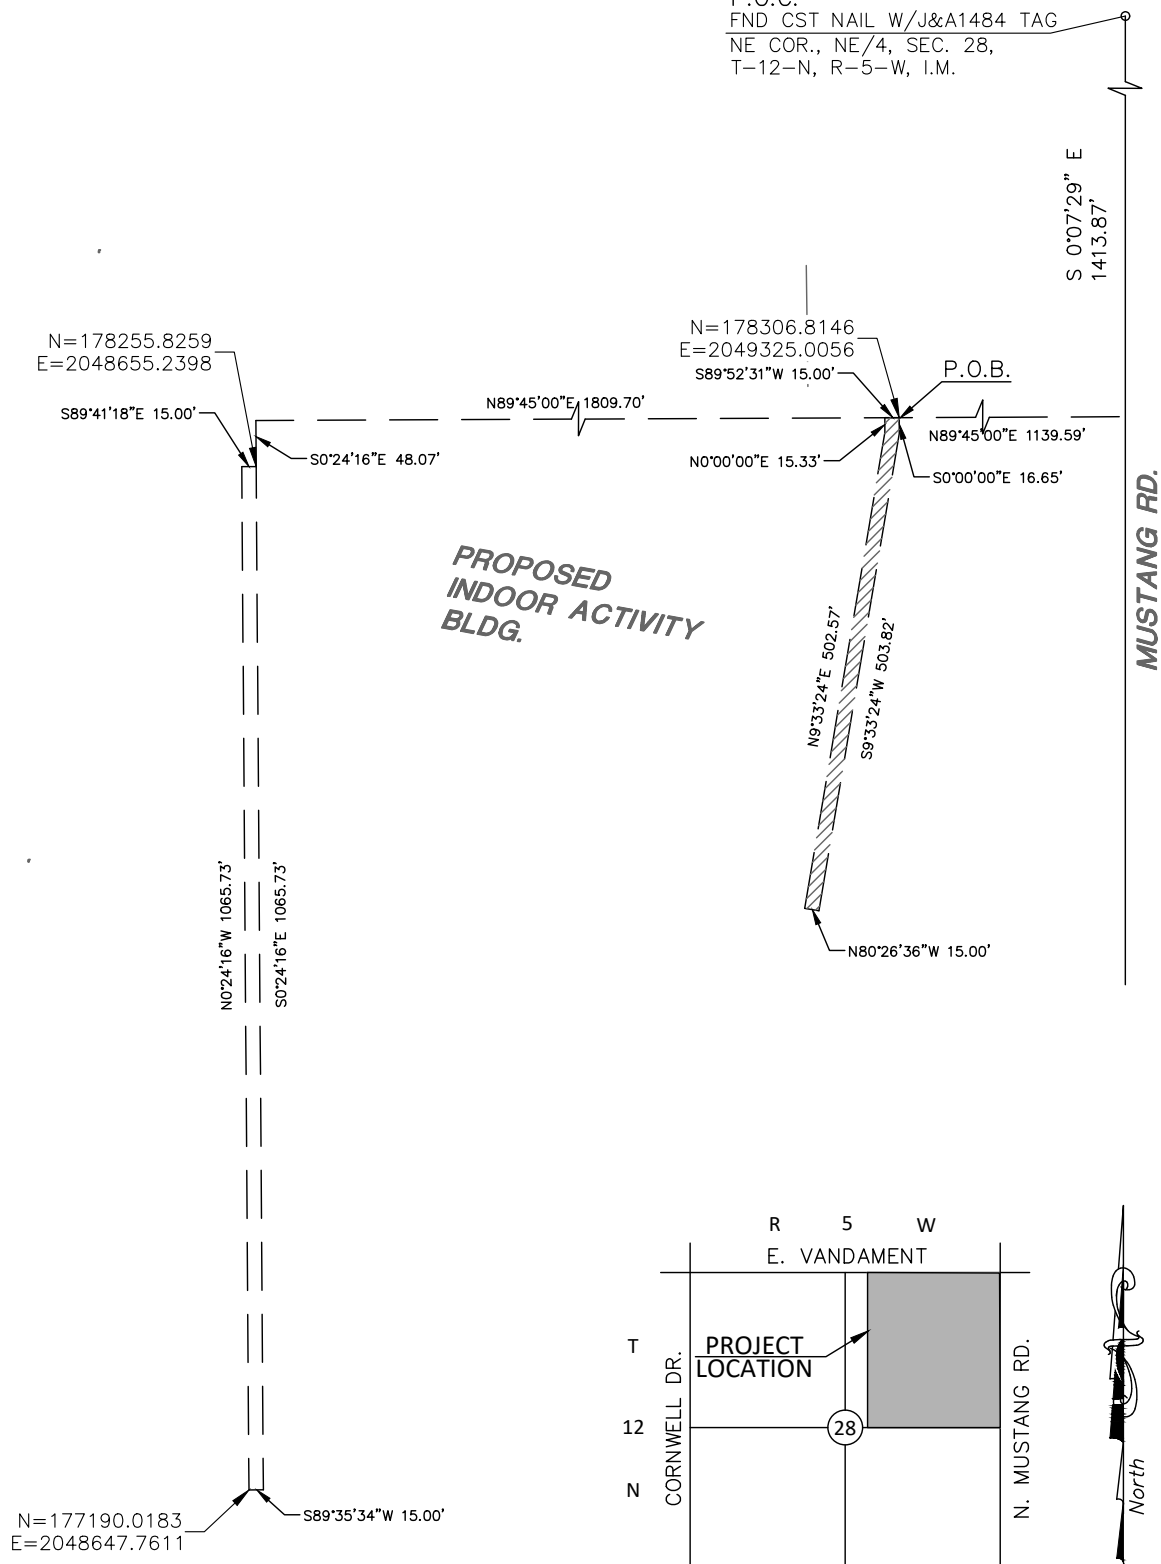 P.O.C.
FND CST NAIL W/J&A1484 TAG
NE COR., NE/4, SEC. 28,
T-12-N, R-5-W, I.M.
S 0°07'29" E
1413.87'
N=178255.8259
E=2048655.2398
N=178306.8146
E=2049325.0056
S89°52'31"W 15.00'
P.O.B.
S89°41'18"E 15.00'
N89°45'00"E 1809.70'
N89°45'00"E 1139.59'
S0°24'16"E 48.07'
N0°00'00"E 15.33'
S0°00'00"E 16.65'
MUSTANG RD.
PROPOSED
INDOOR ACTIVITY
BLDG.
N9°33'24"E 502.57'
S9°33'24"W 503.82'
N0°24'16"W 1065.73'
S0°24'16"E 1065.73'
N80°26'36"W 15.00'
R 5 W
E. VANDAMENT
T
PROJECT
LOCATION
12
28
N
CORNWELL DR.
N. MUSTANG RD.
North
S89°35'34"W 15.00'
N=177190.0183
E=2048647.7611